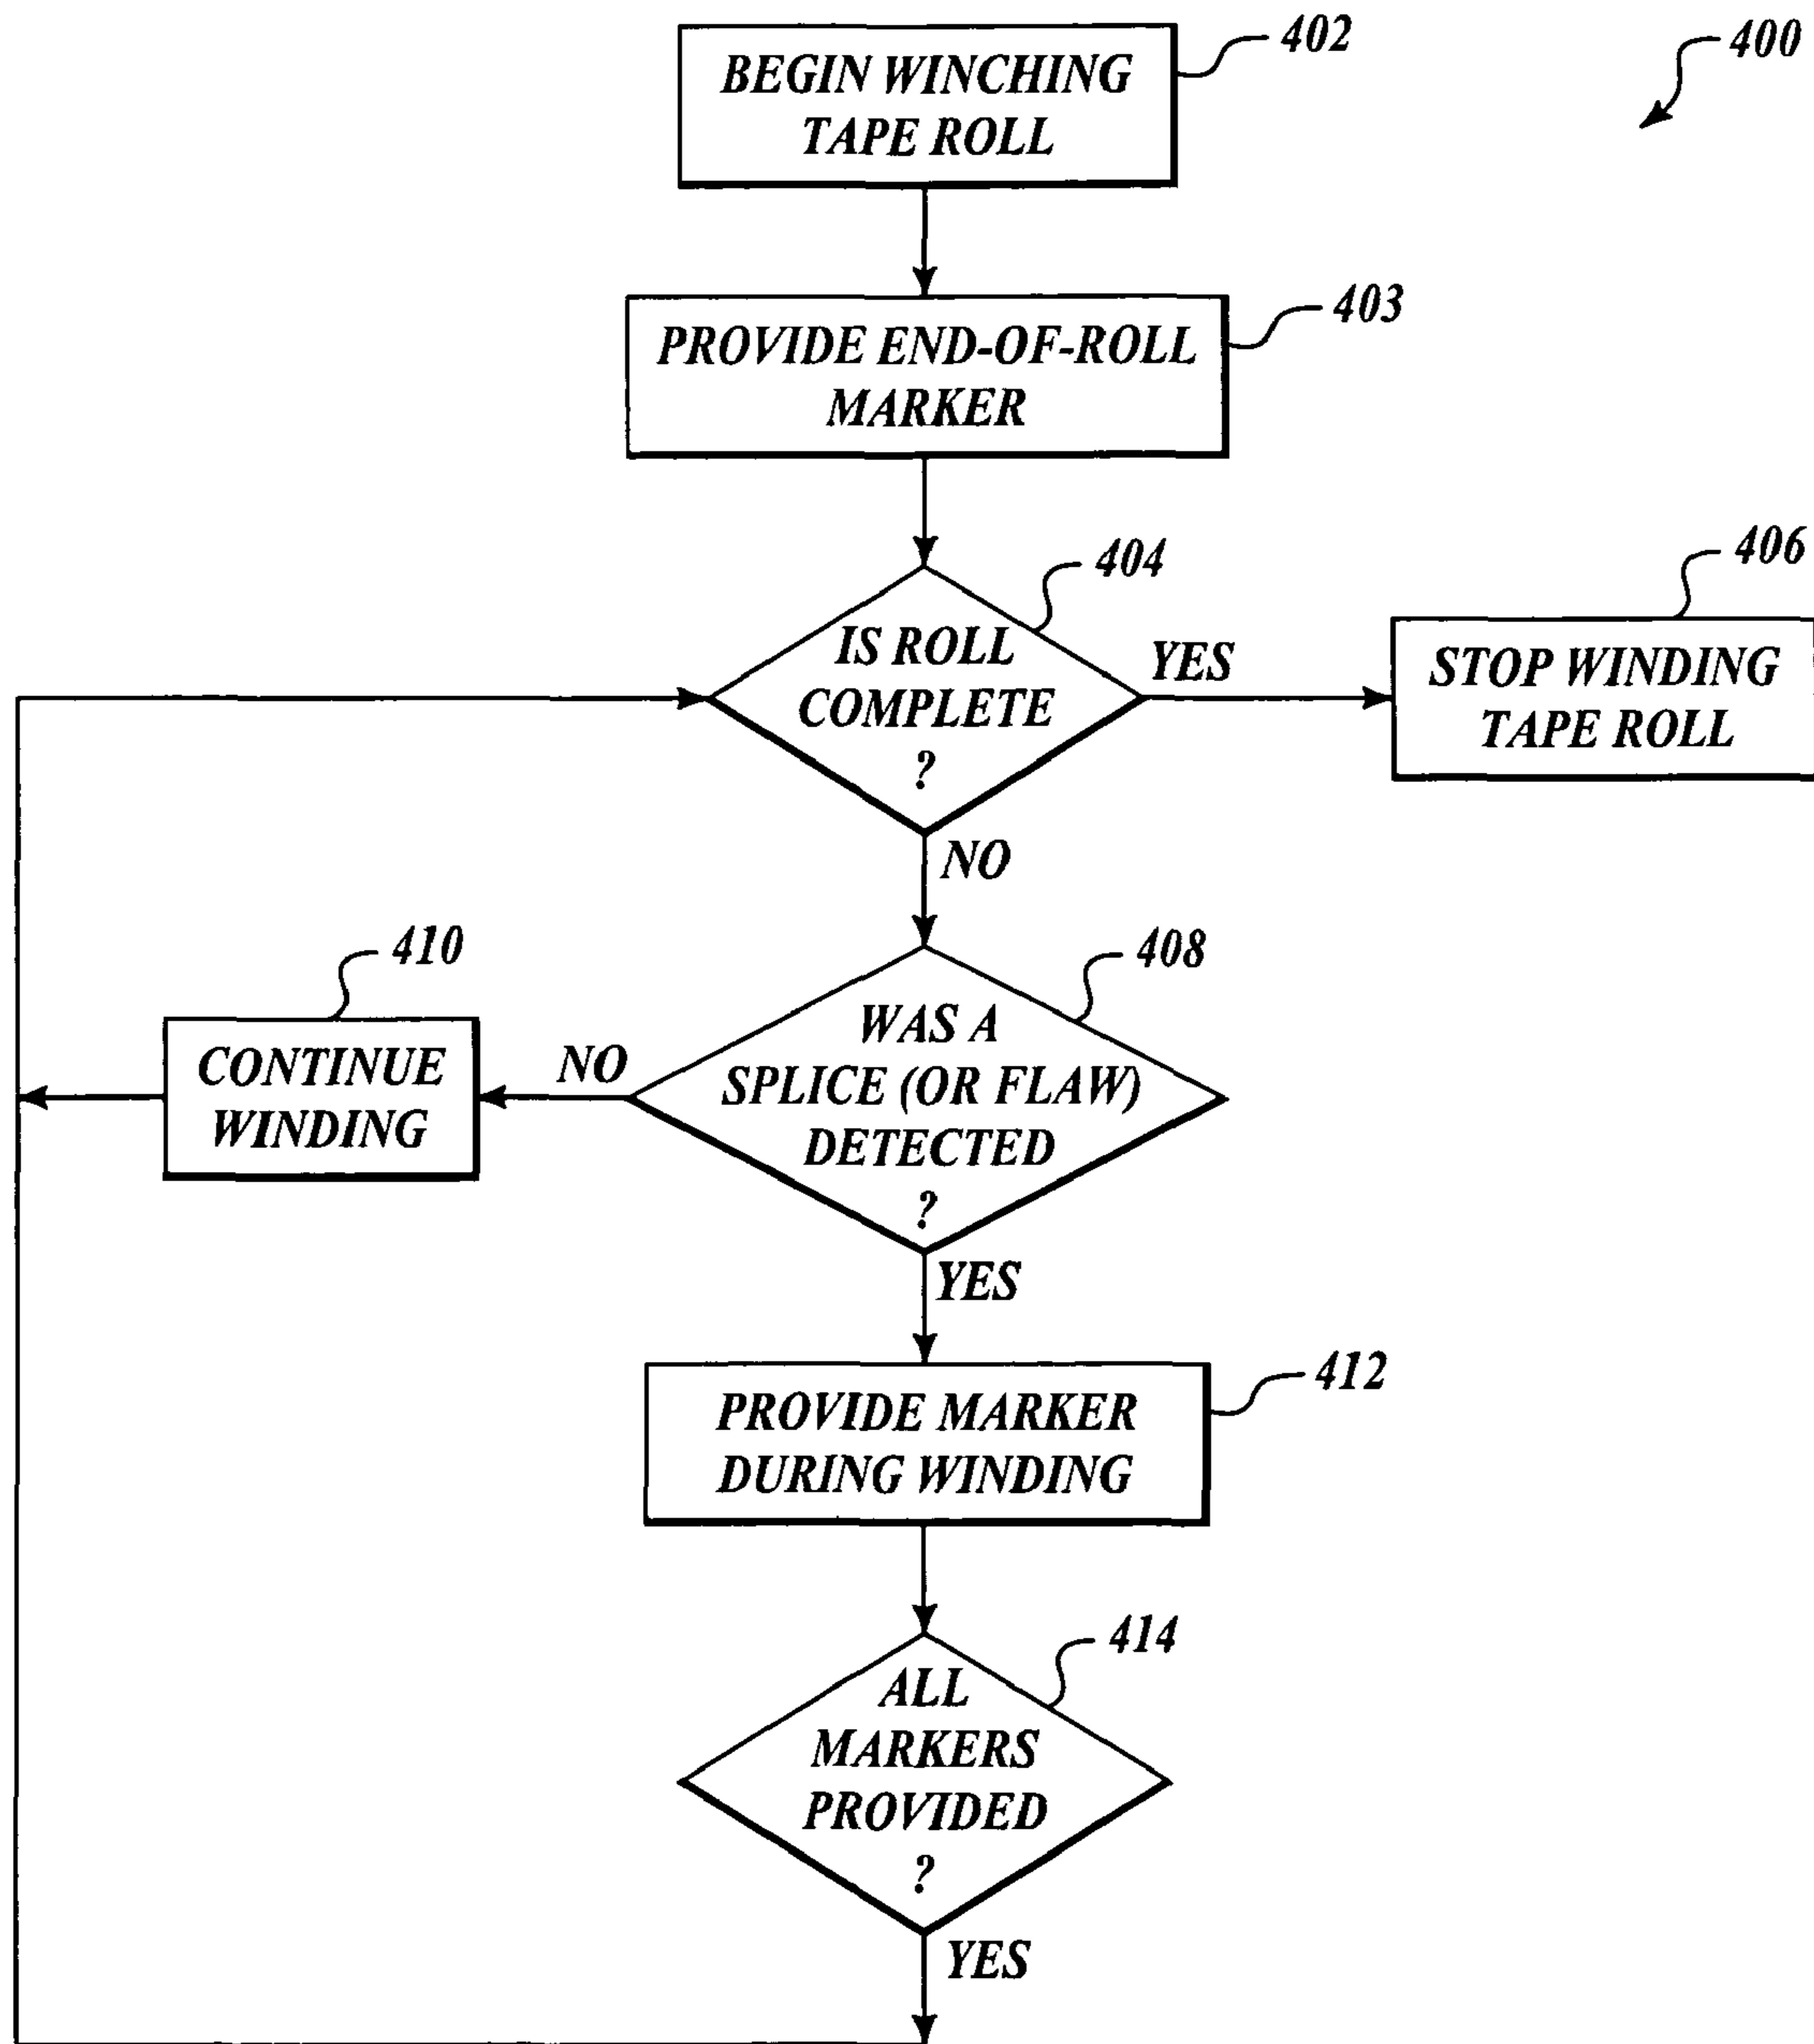 402
400
BEGIN WINCHING
TAPE ROLL
403
PROVIDE END-OF-ROLL
MARKER
404
406
IS ROLL
COMPLETE
?
YES
STOP WINDING
TAPE ROLL
NO
410
408
CONTINUE
WINDING
NO
WAS A
SPLICE (OR FLAW)
DETECTED
?
YES
412
PROVIDE MARKER
DURING WINDING
414
ALL
MARKERS
PROVIDED
?
YES